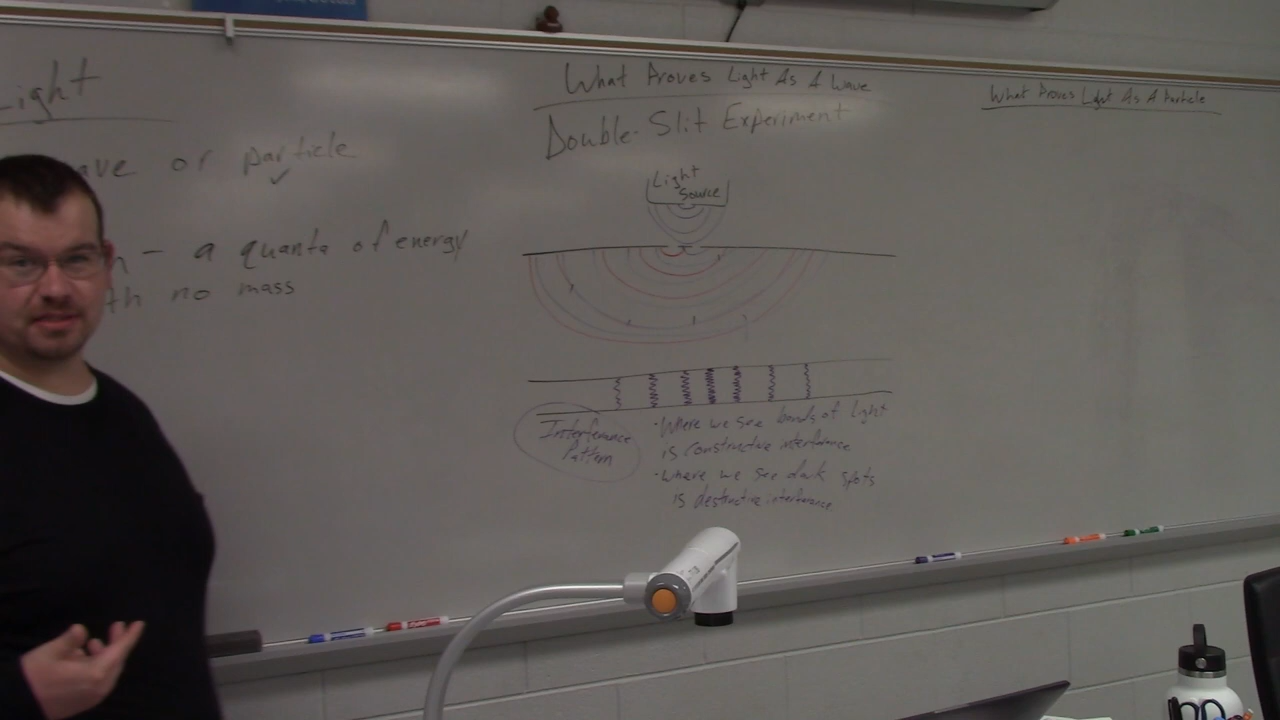 Light
wave or particle
n - a quanta of energy
th no mass
What Proves Light As A Wave
Double-Slit Experiment
Light
Source
Interference
Pattern
• Where we see bands of light
is constructive interference
• where we see dark spots
is destructive interference
What Proves Light As A Particle